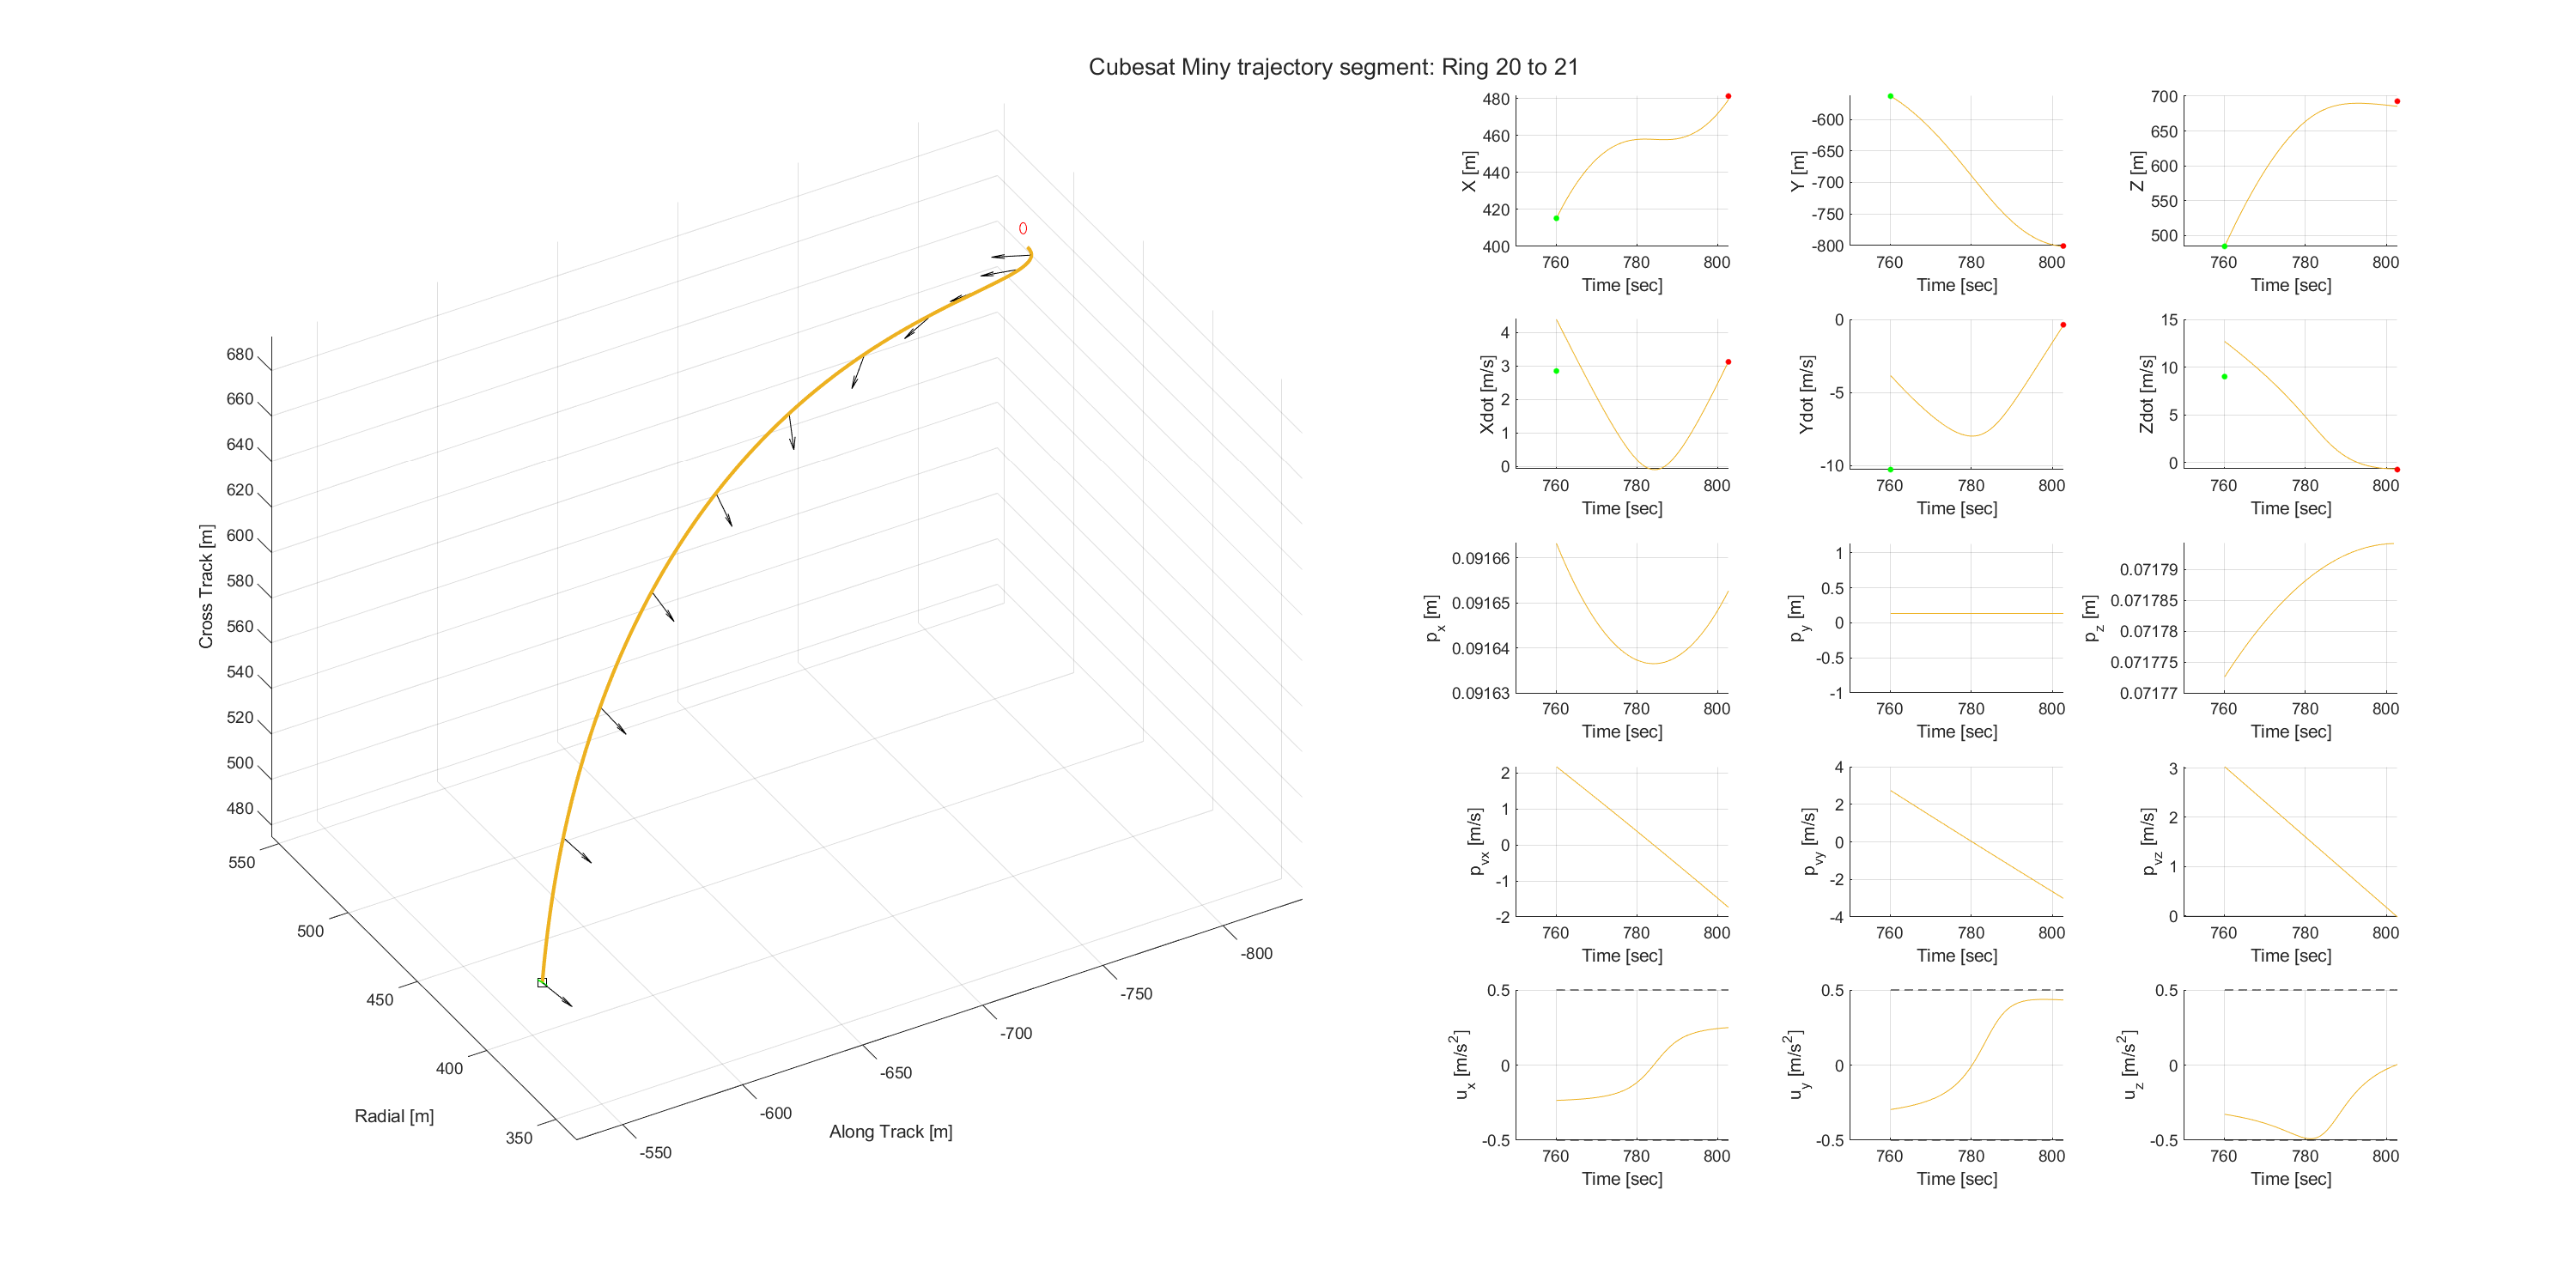 Cubesat Miny trajectory segment: Ring 20 to 21
680
660
640
620
600
580
560
540
520
500
480
Cross Track [m]
550
500
450
400
350
Radial [m]
-550
-600
-650
-700
-750
-800
Along Track [m]
480
460
440
420
400
X [m]
760 780 800
Time [sec]
-600
-650
-700
-750
-800
Y [m]
760 780 800
Time [sec]
700
650
600
550
500
Z [m]
760 780 800
Time [sec]
4
3
2
1
0
Xdot [m/s]
760 780 800
Time [sec]
0
-5
-10
Ydot [m/s]
760 780 800
Time [sec]
15
10
5
0
Zdot [m/s]
760 780 800
Time [sec]
0.09166
0.09165
0.09164
0.09163
p_x [m]
760 780 800
Time [sec]
1
0.5
0
-0.5
-1
p_y [m]
760 780 800
Time [sec]
0.07179
0.071785
0.07178
0.071775
0.07177
p_z [m]
760 780 800
Time [sec]
2
1
0
-1
-2
p_vx [m/s]
760 780 800
Time [sec]
4
2
0
-2
-4
p_vy [m/s]
760 780 800
Time [sec]
3
2
1
0
p_vz [m/s]
760 780 800
Time [sec]
0.5
0
-0.5
u_x [m/s²]
760 780 800
Time [sec]
0.5
0
-0.5
u_y [m/s²]
760 780 800
Time [sec]
0.5
0
-0.5
u_z [m/s²]
760 780 800
Time [sec]